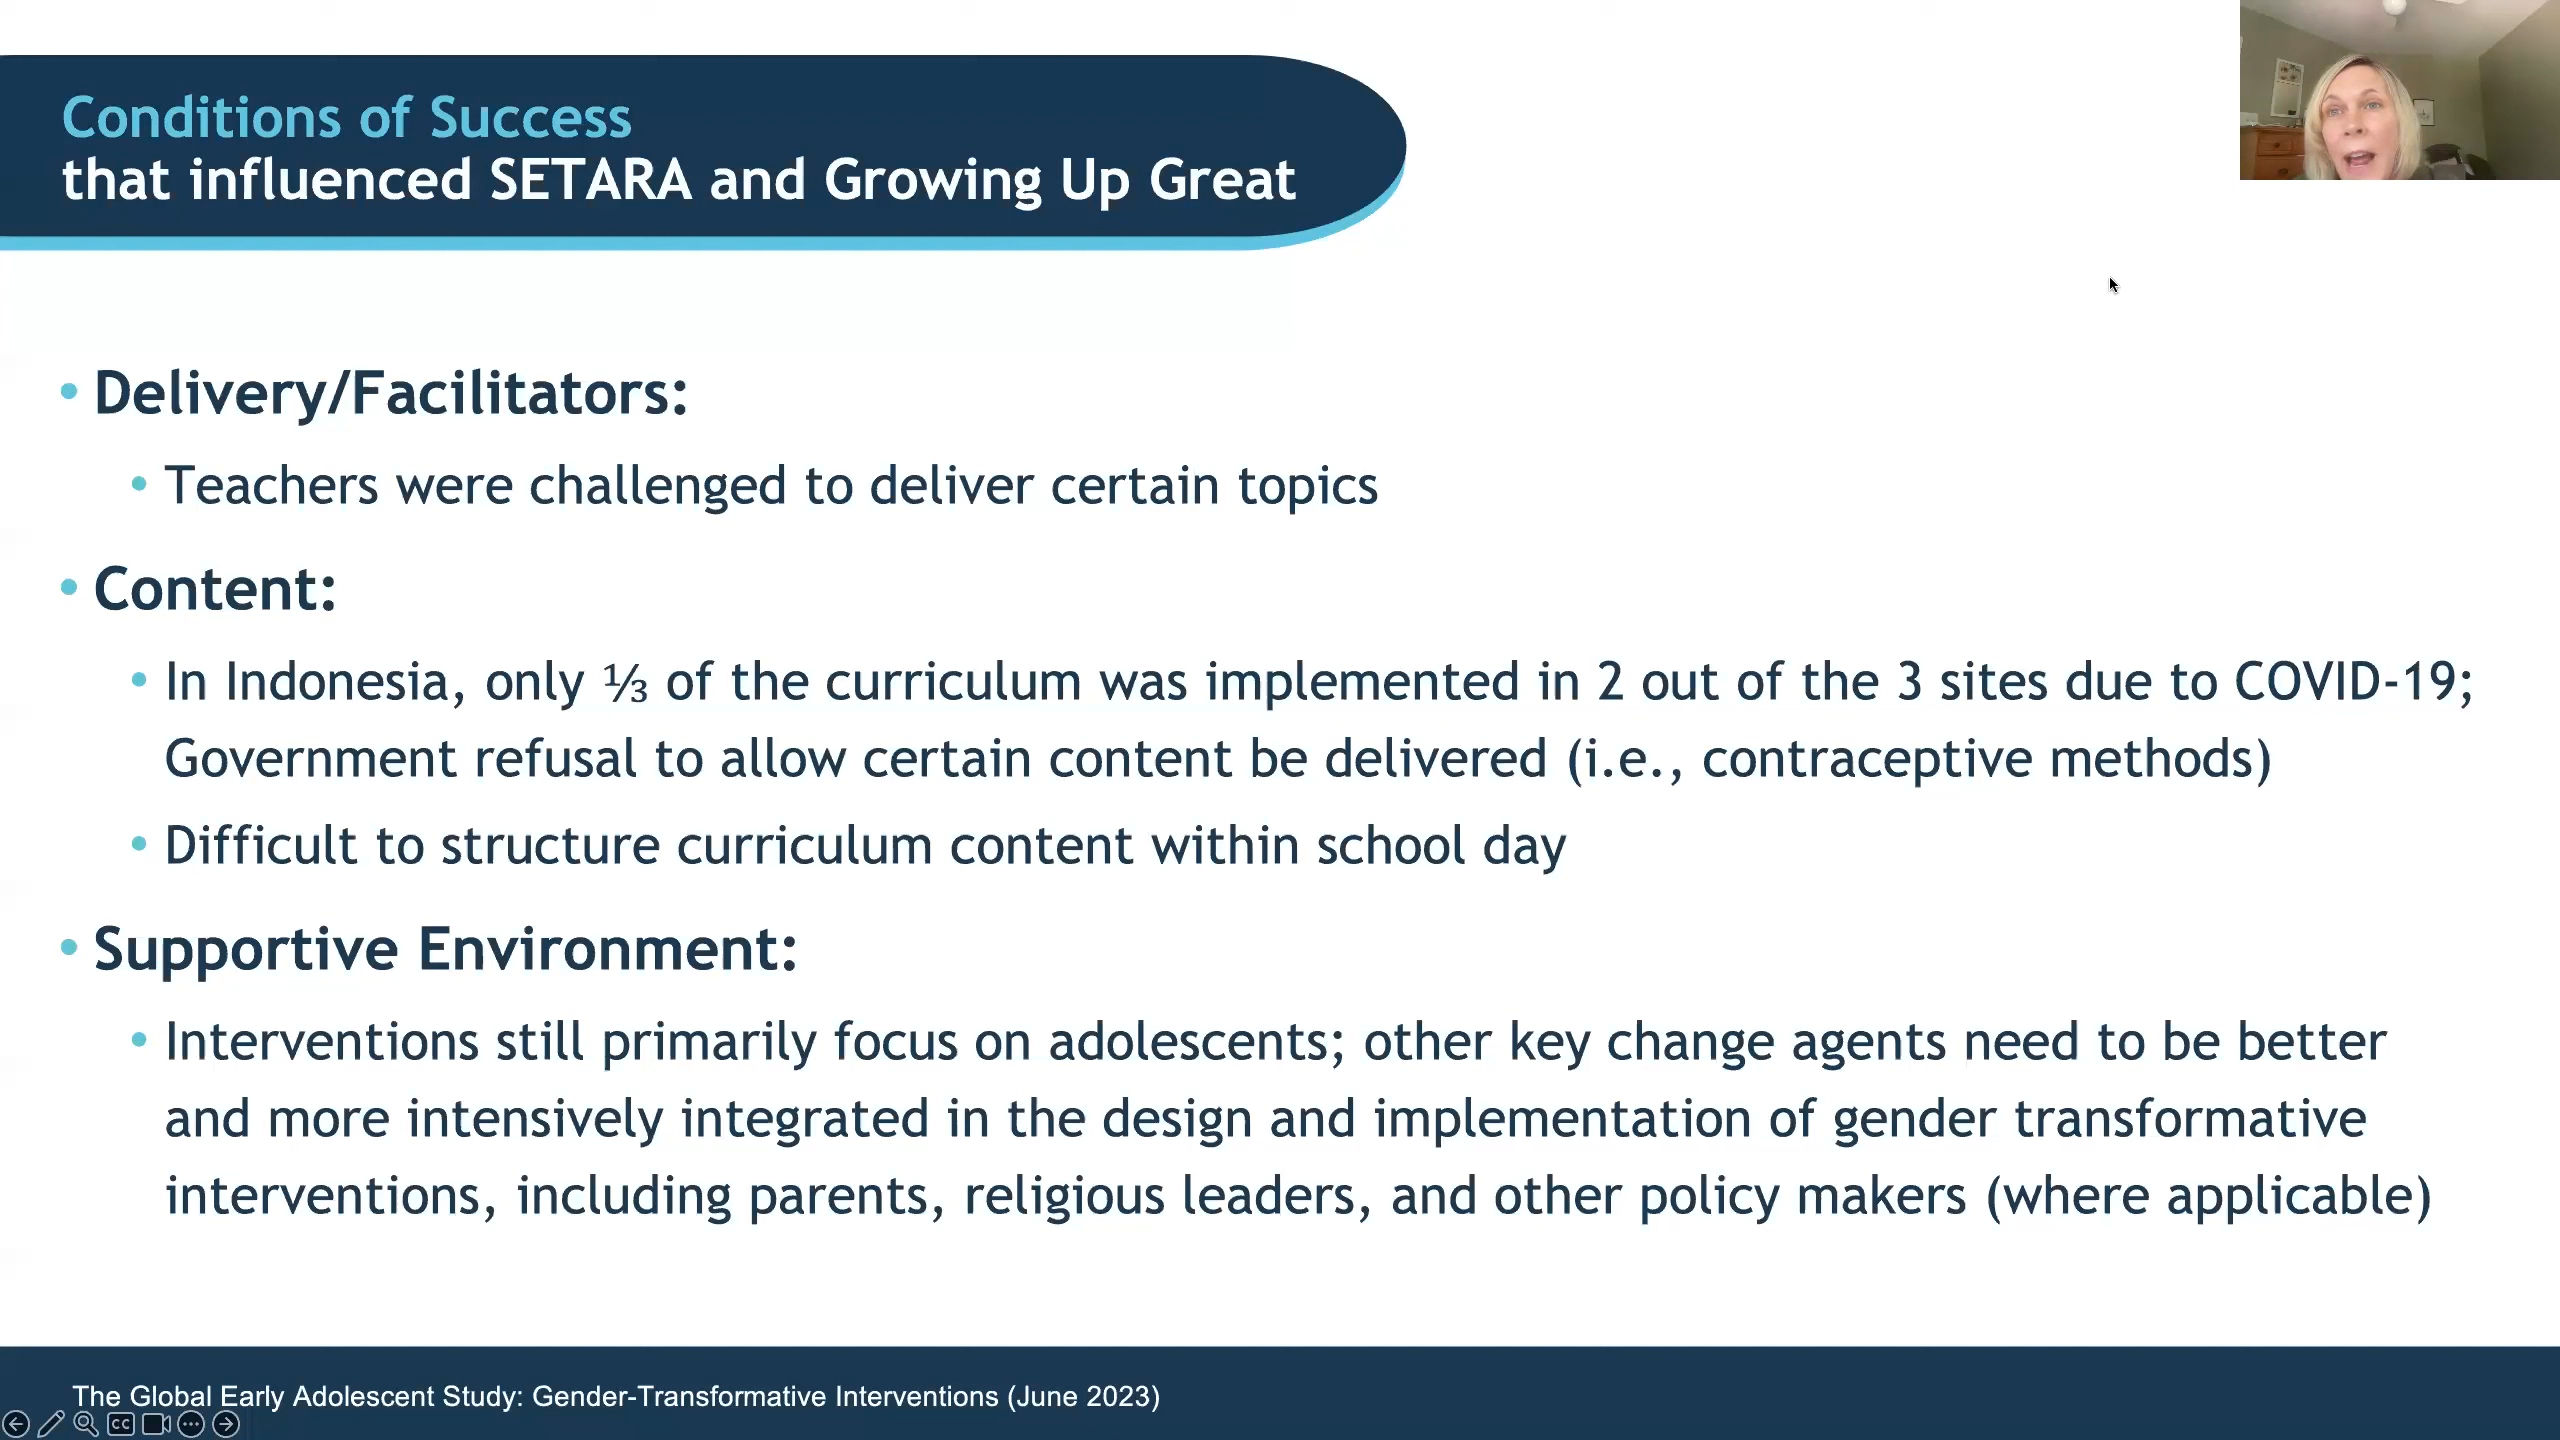 Conditions of Success
that influenced SETARA and Growing Up Great
• Delivery/Facilitators:
• Teachers were challenged to deliver certain topics
• Content:
• In Indonesia, only ⅓ of the curriculum was implemented in 2 out of the 3 sites due to COVID-19;
Government refusal to allow certain content be delivered (i.e., contraceptive methods)
• Difficult to structure curriculum content within school day
• Supportive Environment:
• Interventions still primarily focus on adolescents; other key change agents need to be better
and more intensively integrated in the design and implementation of gender transformative
interventions, including parents, religious leaders, and other policy makers (where applicable)
The Global Early Adolescent Study: Gender-Transformative Interventions (June 2023)
CC